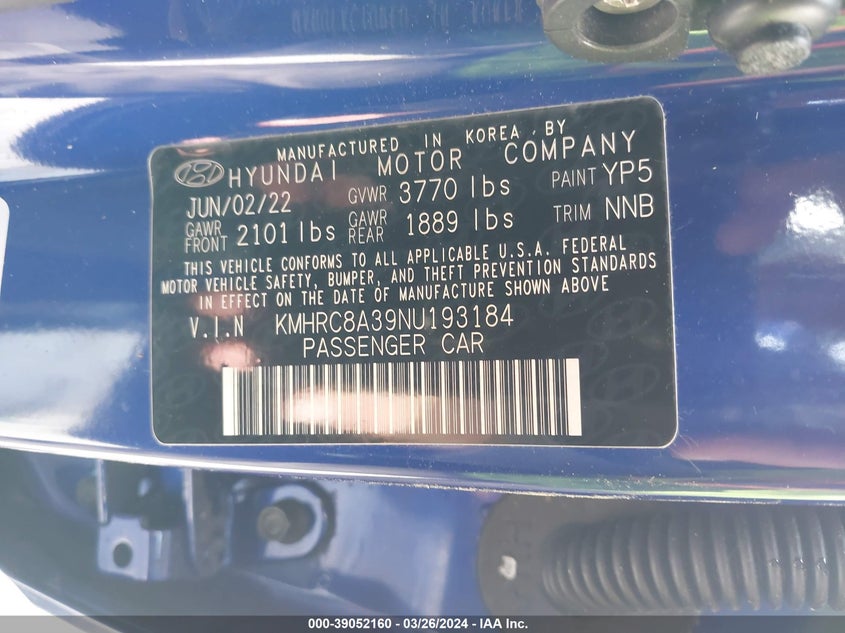 MANUFACTURED IN KOREA BY
HYUNDAI MOTOR COMPANY
JUN/02/22 GVWR 3770 lbs PAINT YP5
GAWR FRONT 2101 lbs GAWR REAR 1889 lbs TRIM NNB
THIS VEHICLE CONFORMS TO ALL APPLICABLE U.S.A. FEDERAL
MOTOR VEHICLE SAFETY, BUMPER, AND THEFT PREVENTION STANDARDS
IN EFFECT ON THE DATE OF MANUFACTURE SHOWN ABOVE
V.I.N KMHRC8A39NU193184
PASSENGER CAR
000-39052160 - 03/26/2024 - IAA Inc.